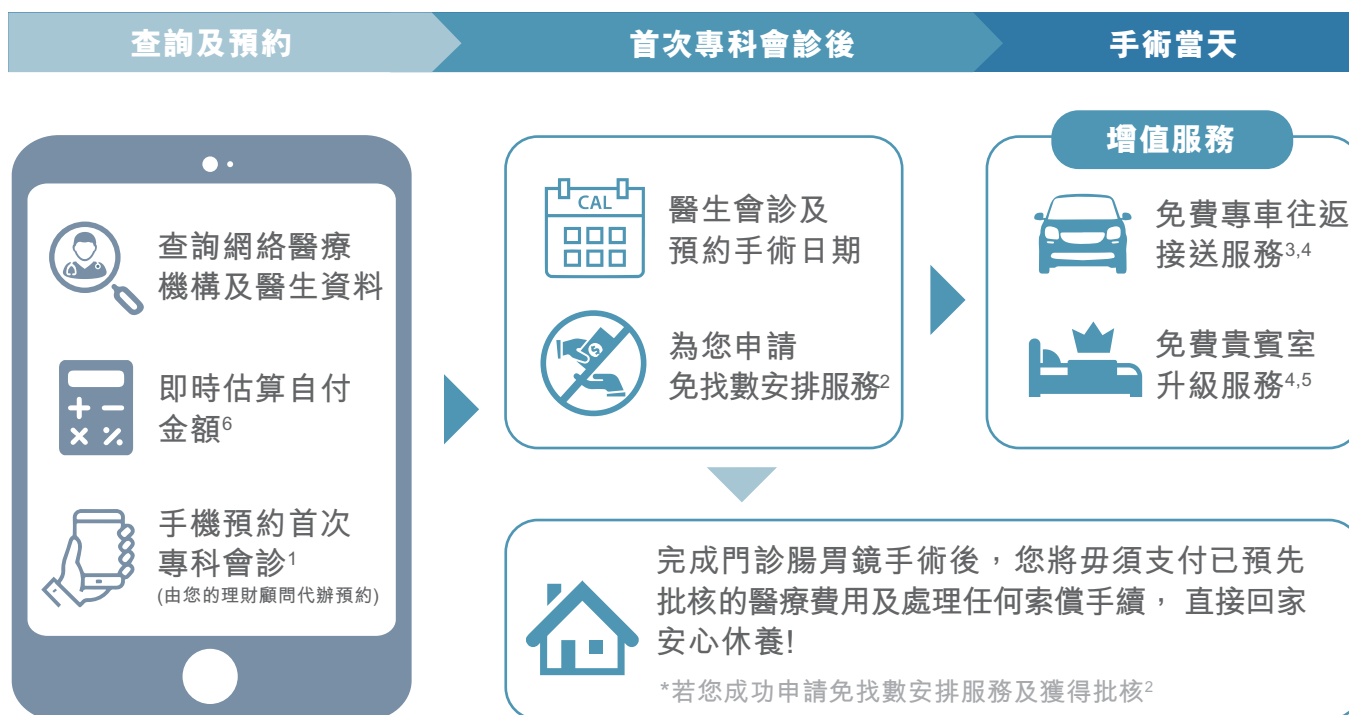 查詢及預約
首次專科會診後
手術當天
查詢網絡醫療
機構及醫生資料
即時估算自付
金額6
手機預約首次
專科會診1
(由您的理財顧問代辦預約)
CAL
醫生會診及
預約手術日期
為您申請
免找數安排服務2
增值服務
免費專車往返
接送服務3,4
免費貴賓室
升級服務4,5
完成門診腸胃鏡手術後，您將毋須支付已預先
批核的醫療費用及處理任何索償手續， 直接回家
安心休養!
*若您成功申請免找數安排服務及獲得批核2